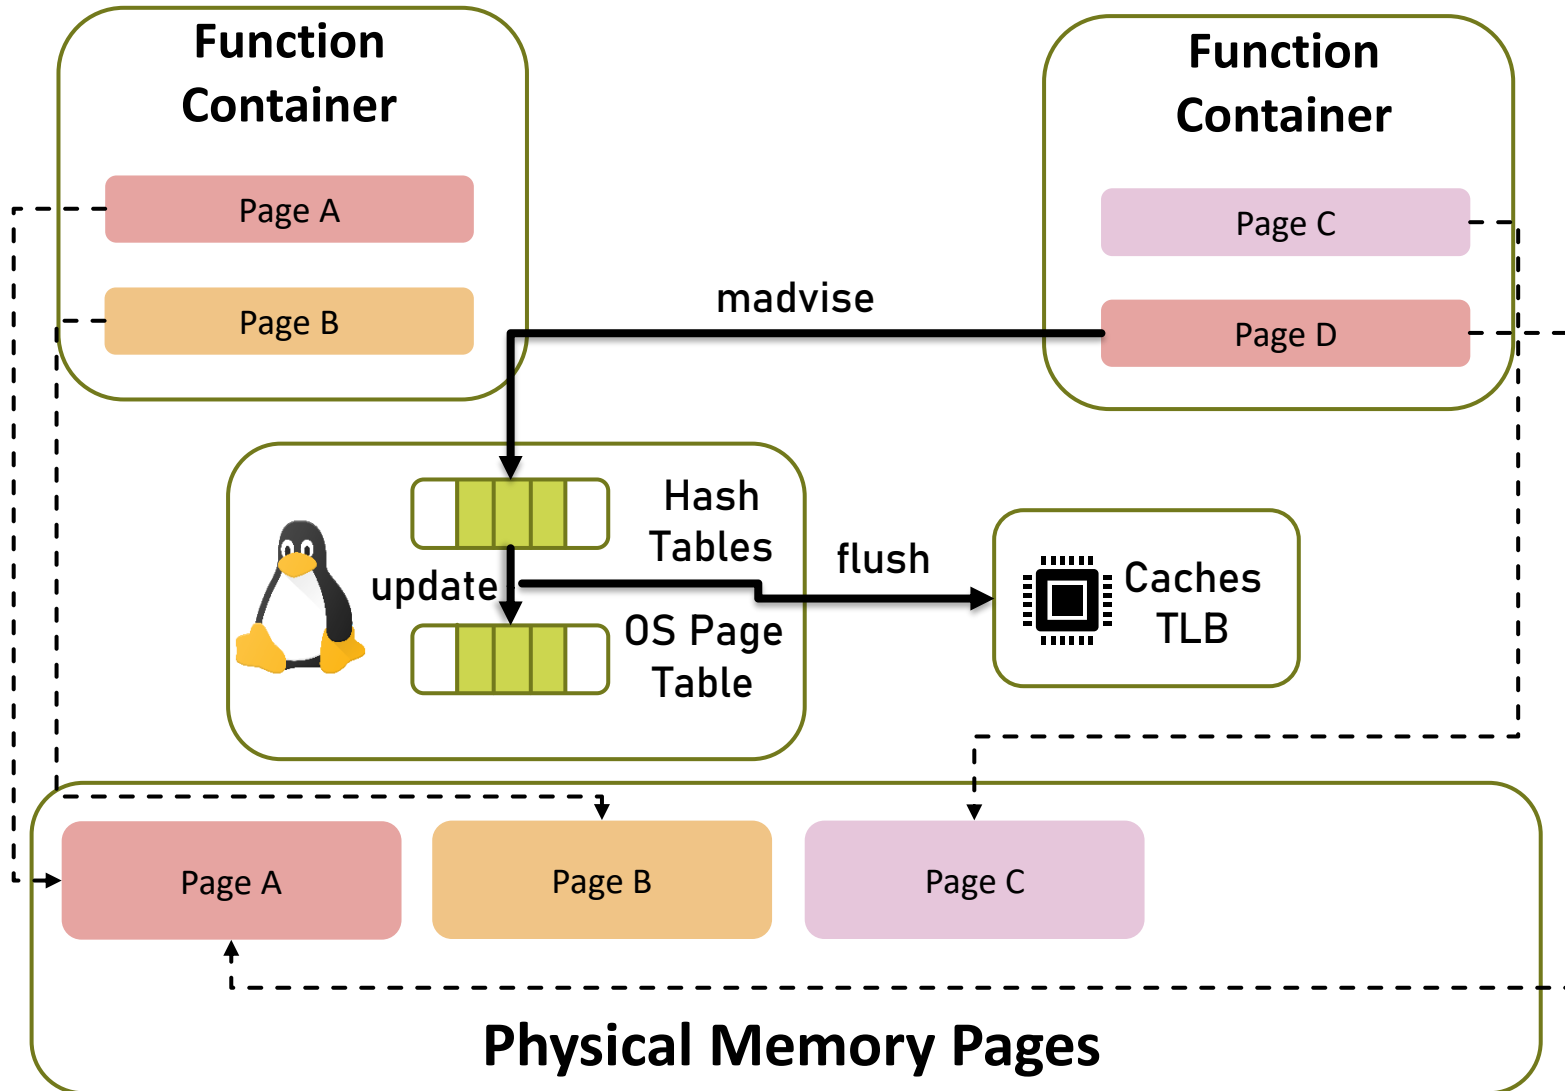 Function
Container
Page A
Page B
Function
Container
Page C
Page D
madvise
Hash
Tables
update
OS Page
Table
flush
Caches
TLB
Page A
Page B
Page C
Physical Memory Pages